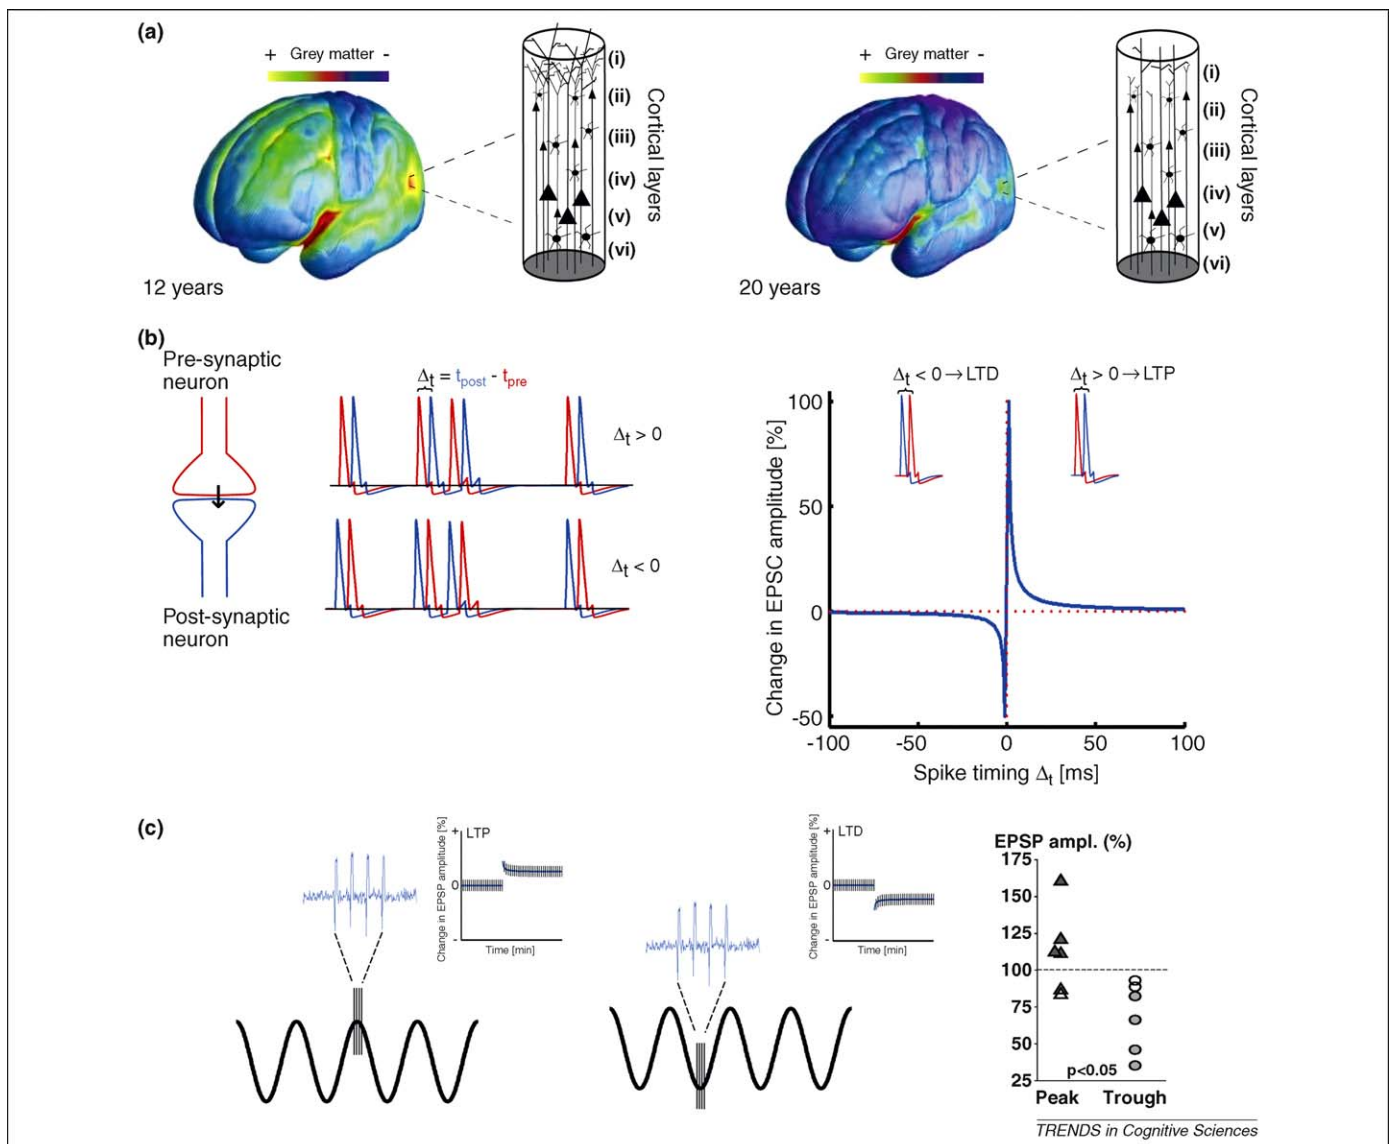 (a)
+ Grey matter -
(i)
(ii)
(iii)
(iv)
(v)
(vi)
Cortical layers
12 years
+ Grey matter -
(i)
(ii)
(iii)
(iv)
(v)
(vi)
Cortical layers
20 years
(b)
Pre-synaptic
neuron
Post-synaptic
neuron
Δt = tpost - tpre
Δt > 0
Δt < 0
Δt < 0 → LTD
Δt > 0 → LTP
Change in EPSC amplitude [%]
100
50
0
-50
-100
-50
0
50
100
Spike timing Δt [ms]
(c)
Change in EPSP amplitude [%]
+
LTP
0
-
Time [min]
Change in EPSP amplitude [%]
+
LTD
0
-
Time [min]
EPSP ampl. (%)
175
150
125
100
75
50
25
p<0.05
Peak
Trough
TRENDS in Cognitive Sciences